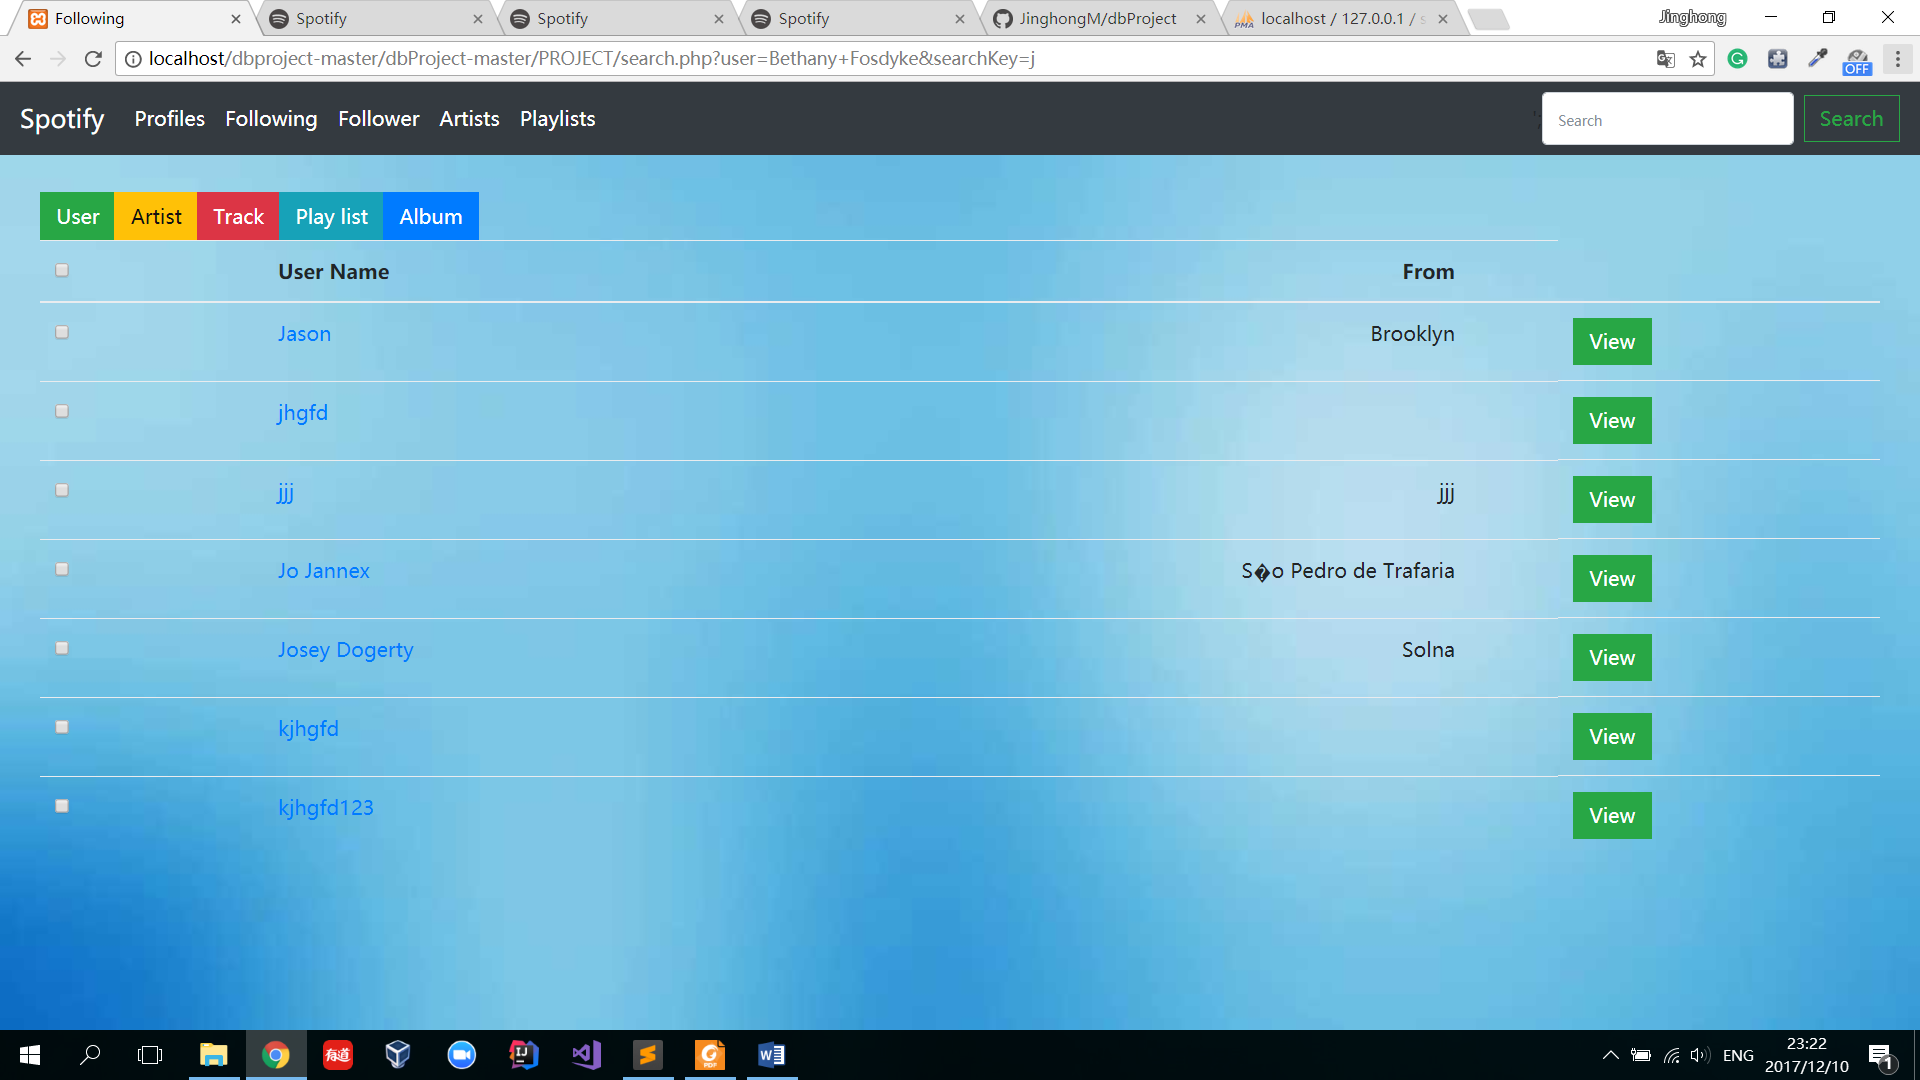 Following
Spotify
Spotify
Spotify
JinghongM/dbProject
localhost / 127.0.0.1 / s
Jinghong
localhost/dbproject-master/dbProject-master/PROJECT/search.php?user=Bethany+Fosdyke&searchKey=j
OFF
Spotify Profiles Following Follower Artists Playlists Search Search
User Artist Track Play list Album
User Name From
Jason Brooklyn View
jhgfd View
jjj jjj View
Jo Jannex S�o Pedro de Trafaria View
Josey Dogerty Solna View
kjhgfd View
kjhgfd123 View
有道
ENG
23:22
2017/12/10
1